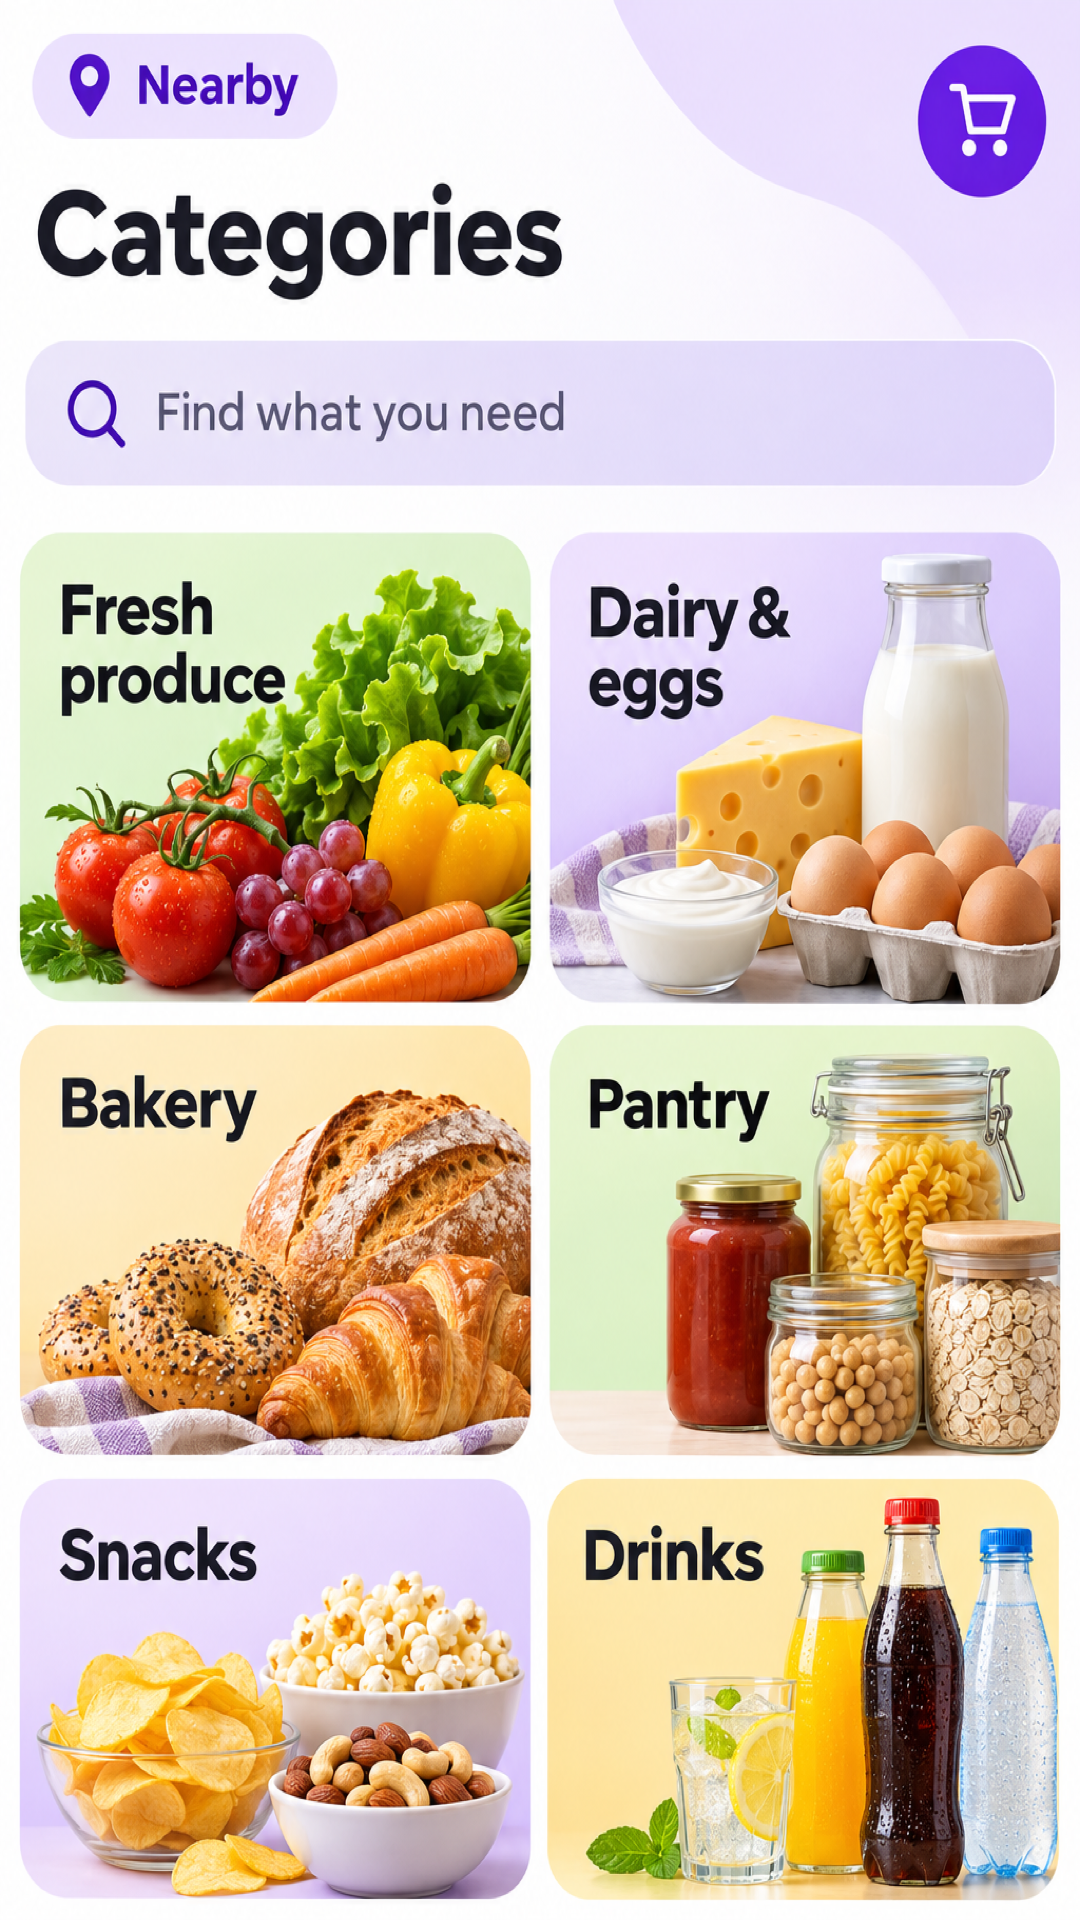 Nearby
Categories
Find what you need
Fresh
produce
Dairy &
eggs
Bakery
Pantry
Snacks
Drinks